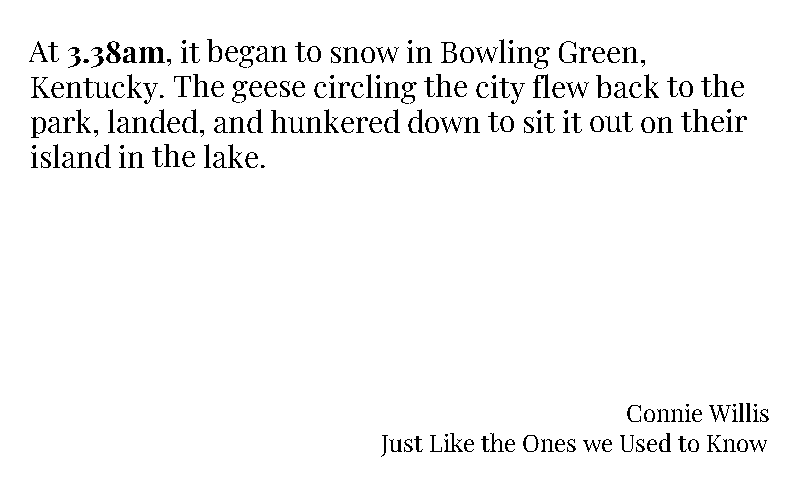 At 3.38am, it began to snow in Bowling Green,
Kentucky. The geese circling the city flew back to the
park, landed, and hunkered down to sit it out on their
island in the lake.
Connie Willis
Just Like the Ones we Used to Know